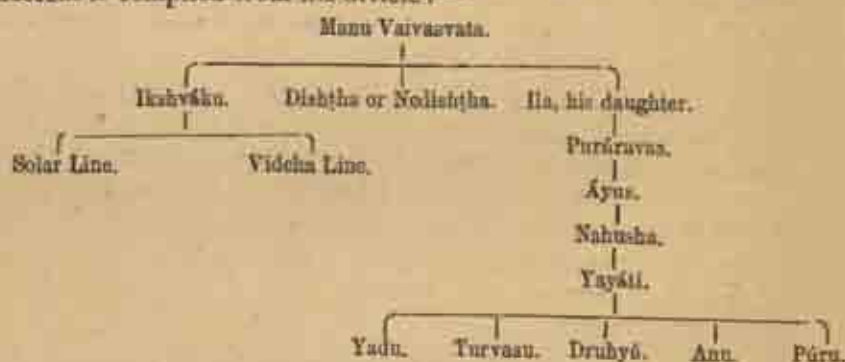 Manu Vaivasvata.
Ikshváku. Dishṭha or Nedishṭha. Ila, his daughter.
Solar Line. Videha Line. Purúravas.
Áyus.
Nahusha.
Yayáti.
Yadu. Turvasu. Druhyú. Anu. Púru.